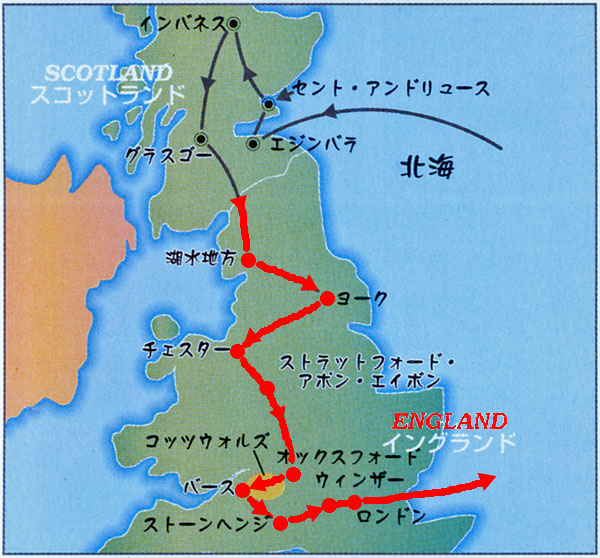 インバネス
SCOTLAND
スコットランド
セント・アンドリュース
グラスゴー
エジンバラ
北海
湖水地方
ヨーク
チェスター
ストラットフォード・
アポン・エイボン
ENGLAND
イングランド
コッツウォルズ
オックスフォード
バース
ウィンザー
ストーンヘンジ
ロンドン